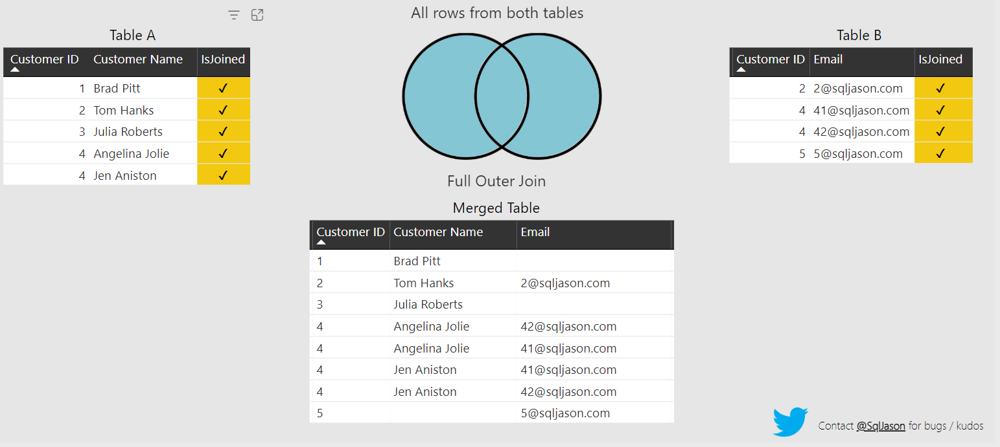 All rows from both tables
Table A
Customer ID Customer Name IsJoined
1 Brad Pitt ✓
2 Tom Hanks ✓
3 Julia Roberts ✓
4 Angelina Jolie ✓
4 Jen Aniston ✓
Table B
Customer ID Email IsJoined
2 2@sqljason.com ✓
4 41@sqljason.com ✓
4 42@sqljason.com ✓
5 5@sqljason.com ✓
Full Outer Join
Merged Table
Customer ID Customer Name Email
1 Brad Pitt
2 Tom Hanks 2@sqljason.com
3 Julia Roberts
4 Angelina Jolie 42@sqljason.com
4 Angelina Jolie 41@sqljason.com
4 Jen Aniston 41@sqljason.com
4 Jen Aniston 42@sqljason.com
5 5@sqljason.com
Contact @SqlJason for bugs / kudos